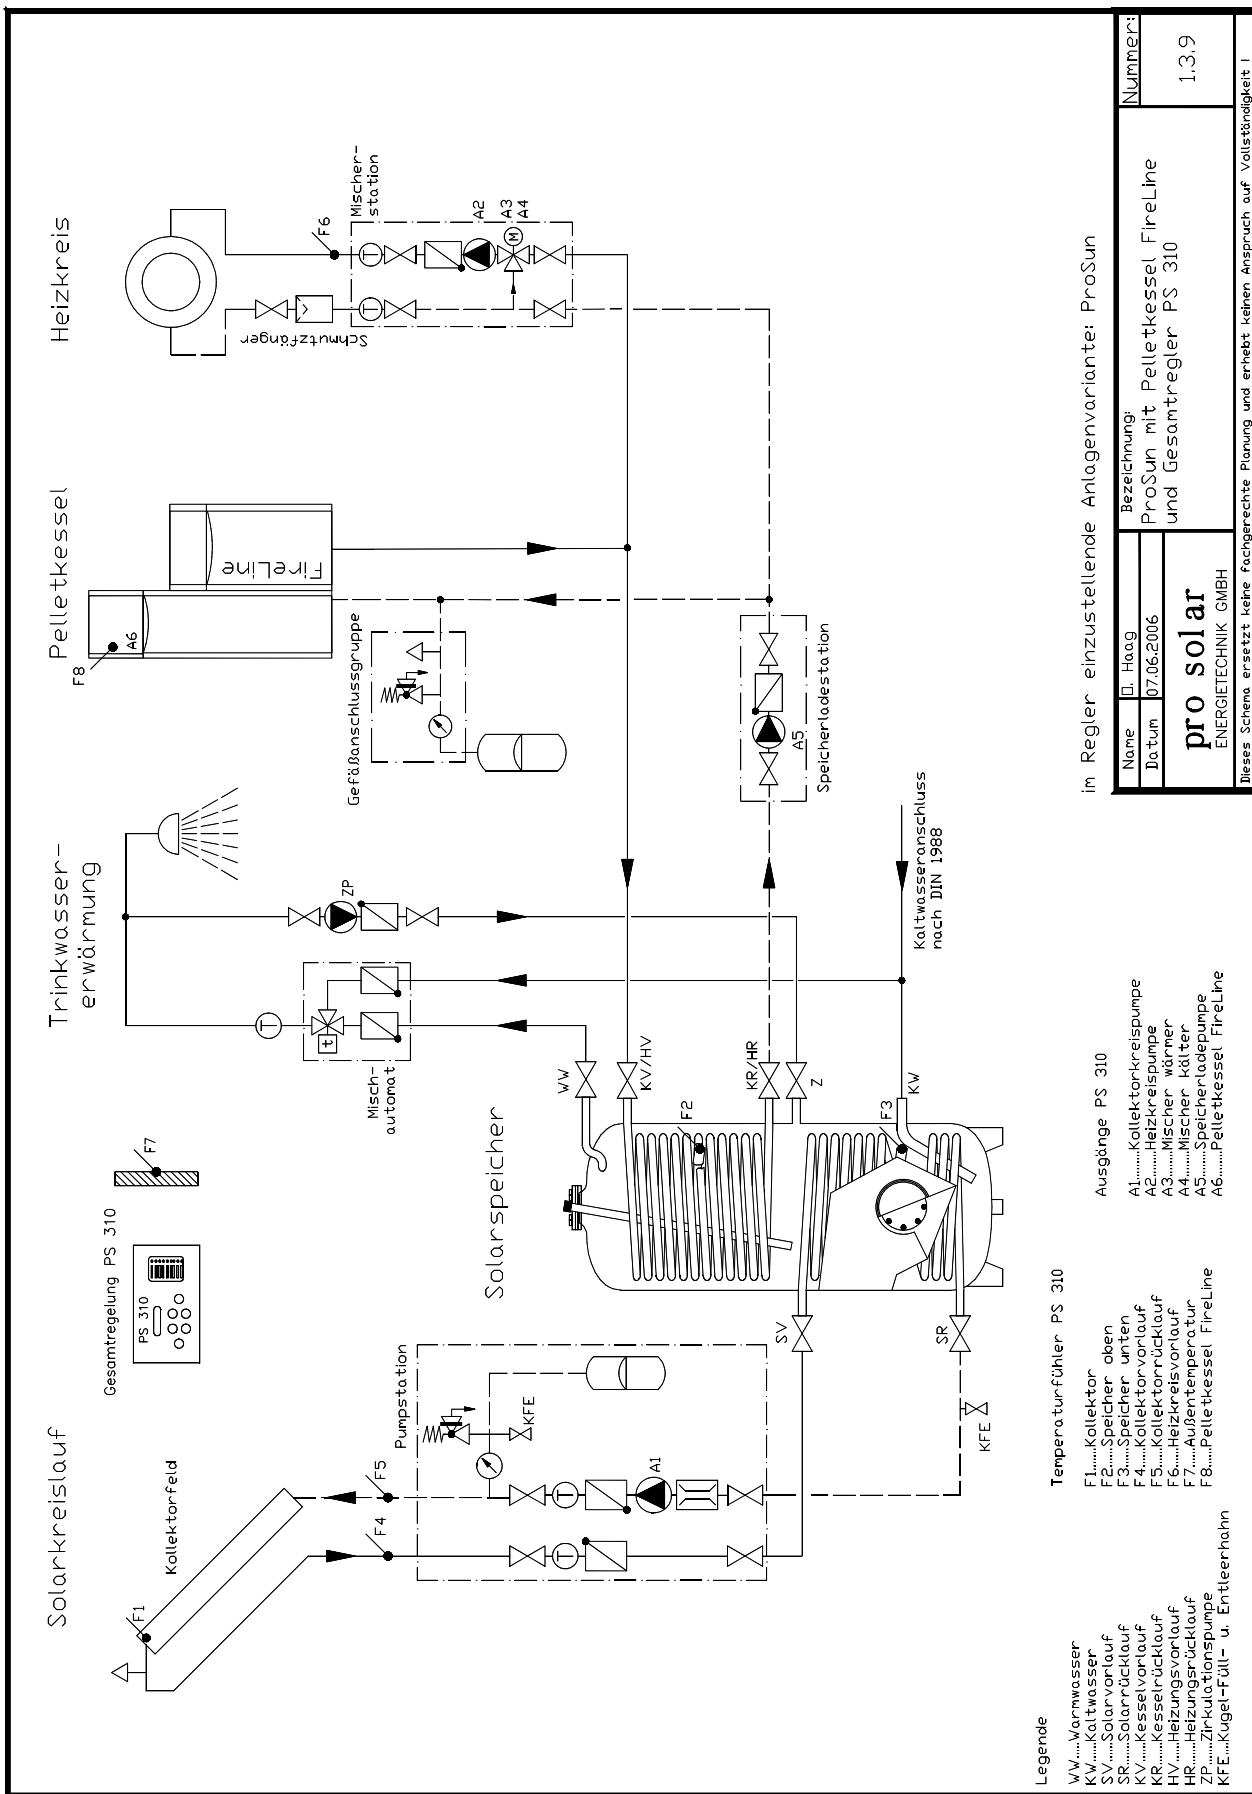 Solarkreislauf
Trinkwasser-
erwärmung
Pelletkessel
Heizkreis
Gesamtregelung PS 310
PS 310
F7
Kollektorfeld
F1
F4
F5
Pumpstation
KFE
A1
KFE
Solarspeicher
SV
SR
F2
F3
WW
KV/HV
KR/HR
Z
KW
Misch-
automat
T
t
ZP
Kaltwasseranschluss
nach DIN 1988
F8
A6
FireLine
Gefäßanschlussgruppe
A5
Speicherladestation
Schmutzfänger
F6
Mischer-
station
T
T
A2
M
A3
A4
T
T
Legende
WW.....Warmwasser
KW.....Kaltwasser
SV.....Solarvorlauf
SR.....Solarrücklauf
KV.....Kesselvorlauf
KR.....Kesselrücklauf
HV.....Heizungsvorlauf
HR.....Heizungsrücklauf
ZP.....Zirkulationspumpe
KFE....Kugel-Füll- u. Entleerhahn
Temperaturfühler PS 310
F1......Kollektor
F2......Speicher oben
F3......Speicher unten
F4......Kollektorvorlauf
F5......Kollektorrücklauf
F6......Heizkreisvorlauf
F7......Außentemperatur
F8......Pelletkessel FireLine
Ausgänge PS 310
A1......Kollektorkreispumpe
A2......Heizkreispumpe
A3......Mischer wärmer
A4......Mischer kälter
A5......Speicherladepumpe
A6......Pelletkessel FireLine
im Regler einzustellende Anlagenvariante: ProSun
Name
D. Haag
Datum
07.06.2006
pro solar
ENERGIETECHNIK GMBH
Bezeichnung:
ProSun mit Pelletkessel FireLine
und Gesamtregler PS 310
Nummer:
1.3.9
Dieses Schema ersetzt keine fachgerechte Planung und erhebt keinen Anspruch auf Vollständigkeit !